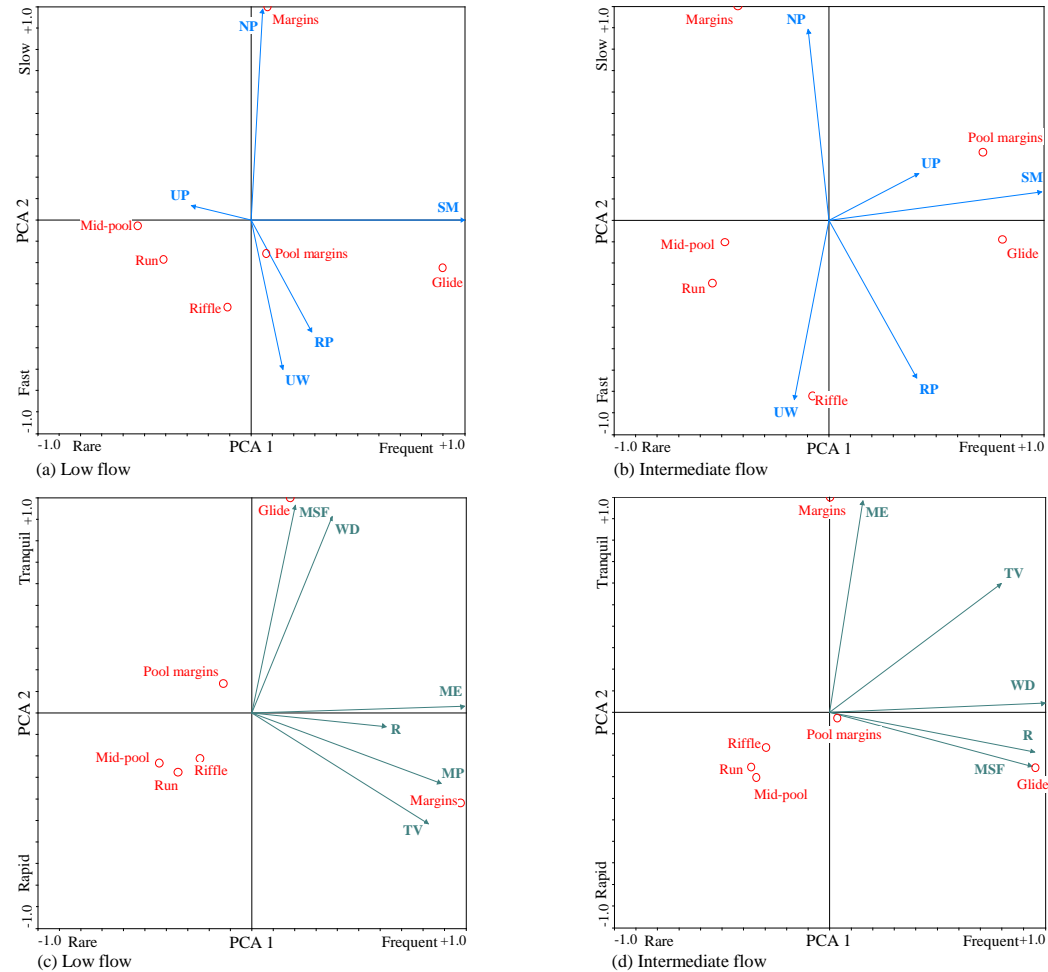 +1.0
Slow
PCA 2
Fast
-1.0
NP
Margins
UP
SM
Mid-pool
Run
Pool margins
Glide
Riffle
RP
UW
-1.0 Rare PCA 1 Frequent +1.0
(a) Low flow
+1.0
Slow
PCA 2
Fast
-1.0
Margins
NP
Pool margins
UP
SM
Mid-pool
Glide
Run
RP
UW
Riffle
-1.0 Rare PCA 1 Frequent +1.0
(b) Intermediate flow
+1.0
Tranquil
PCA 2
Rapid
-1.0
Glide
MSF
WD
Pool margins
ME
R
Mid-pool
Riffle
Run
MP
Margins
TV
-1.0 Rare PCA 1 Frequent +1.0
(c) Low flow
+1.0
Tranquil
PCA 2
Rapid
-1.0
Margins
ME
TV
WD
Pool margins
R
Riffle
Run
MSF
Mid-pool
Glide
-1.0 Rare PCA 1 Frequent +1.0
(d) Intermediate flow